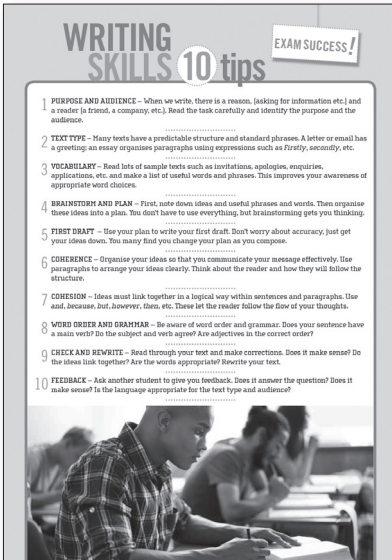 WRITING
SKILLS 10 tips
EXAM SUCCESS!
1 PURPOSE AND AUDIENCE – When we write, there is a reason, (asking for information etc.) and
a reader (a friend, a company, etc.). Read the task carefully and identify the purpose and the
audience.
2 TEXT TYPE – Many texts have a predictable structure and standard phrases. A letter or email has
a greeting; an essay organises paragraphs using expressions such as Firstly, secondly, etc.
3 VOCABULARY – Read lots of sample texts such as invitations, apologies, enquiries,
applications, etc. and make a list of useful words and phrases. This improves your awareness of
appropriate word choices.
4 BRAINSTORM AND PLAN – First, note down ideas and useful phrases and words. Then organise
these ideas into a plan. You don't have to use everything, but brainstorming gets you thinking.
5 FIRST DRAFT – Use your plan to write your first draft. Don't worry about accuracy, just get
your ideas down. You many find you change your plan as you compose.
6 COHERENCE – Organise your ideas so that you communicate your message effectively. Use
paragraphs to arrange your ideas clearly. Think about the reader and how they will follow the
structure.
7 COHESION – Ideas must link together in a logical way within sentences and paragraphs. Use
and, because, but, however, then, etc. These let the reader follow the flow of your thoughts.
8 WORD ORDER AND GRAMMAR – Be aware of word order and grammar. Does your sentence have
a main verb? Do the subject and verb agree? Are adjectives in the correct order?
9 CHECK AND REWRITE – Read through your text and make corrections. Does it make sense? Do
the ideas link together? Are the words appropriate? Rewrite your text.
10 FEEDBACK – Ask another student to give you feedback. Does it answer the question? Does it
make sense? Is the language appropriate for the text type and audience?